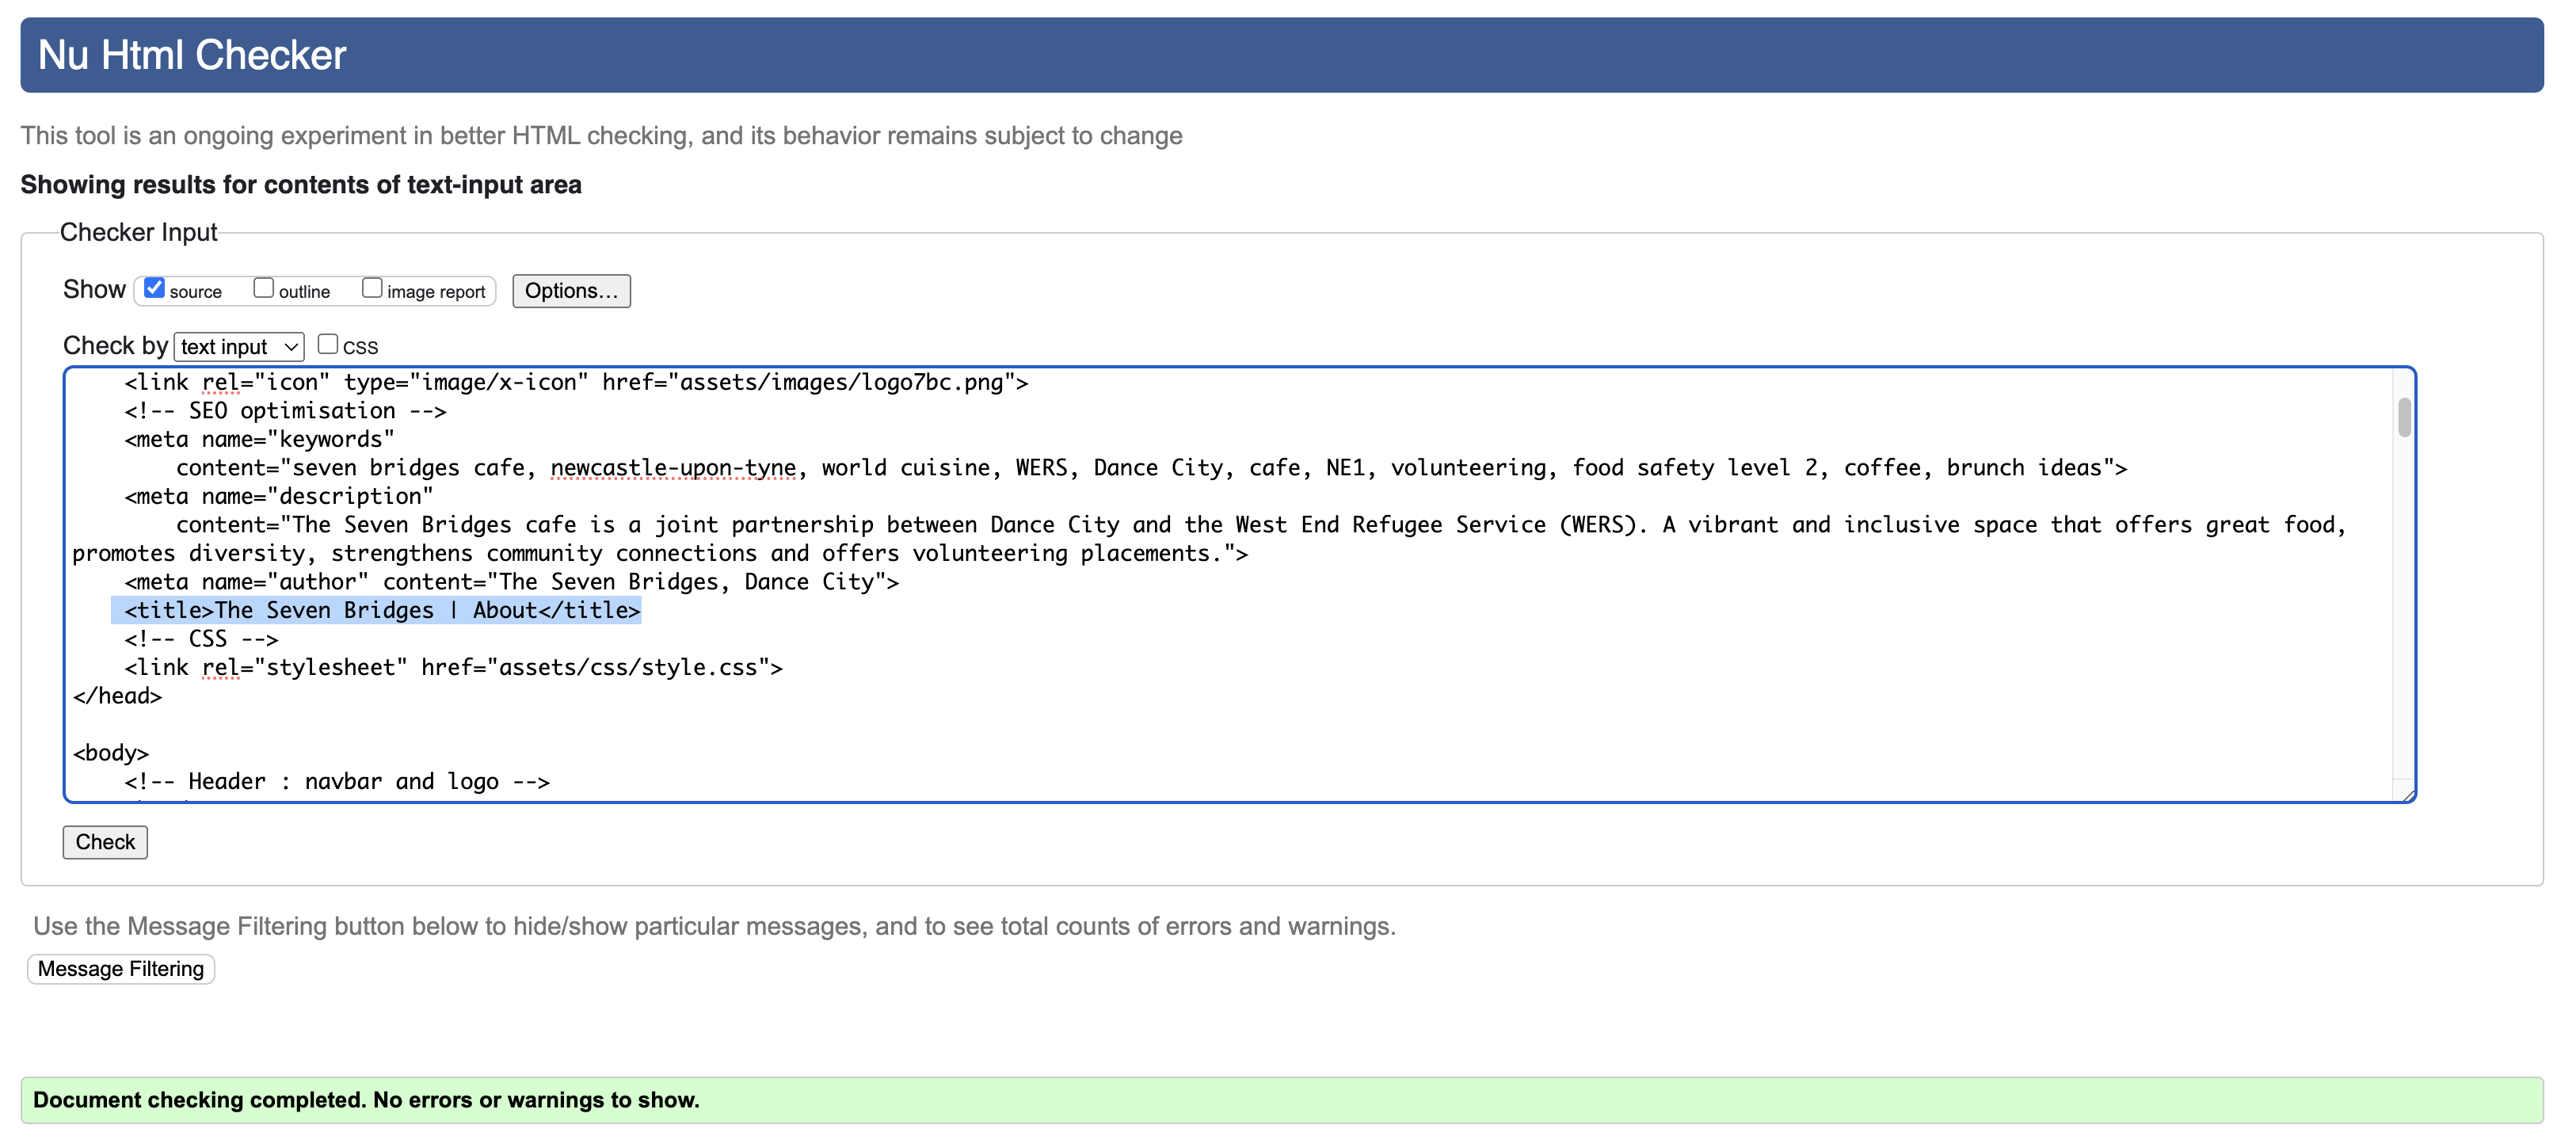 Nu Html Checker
This tool is an ongoing experiment in better HTML checking, and its behavior remains subject to change
Showing results for contents of text-input area
Checker Input
Show source outline image report Options...
Check by text input CSS
<link rel="icon" type="image/x-icon" href="assets/images/logo7bc.png">
<!-- SEO optimisation -->
<meta name="keywords"
content="seven bridges cafe, newcastle-upon-tyne, world cuisine, WERS, Dance City, cafe, NE1, volunteering, food safety level 2, coffee, brunch ideas">
<meta name="description"
content="The Seven Bridges cafe is a joint partnership between Dance City and the West End Refugee Service (WERS). A vibrant and inclusive space that offers great food,
promotes diversity, strengthens community connections and offers volunteering placements.">
<meta name="author" content="The Seven Bridges, Dance City">
<title>The Seven Bridges | About</title>
<!-- CSS -->
<link rel="stylesheet" href="assets/css/style.css">
</head>
<body>
<!-- Header : navbar and logo -->
Check
Use the Message Filtering button below to hide/show particular messages, and to see total counts of errors and warnings.
Message Filtering
Document checking completed. No errors or warnings to show.